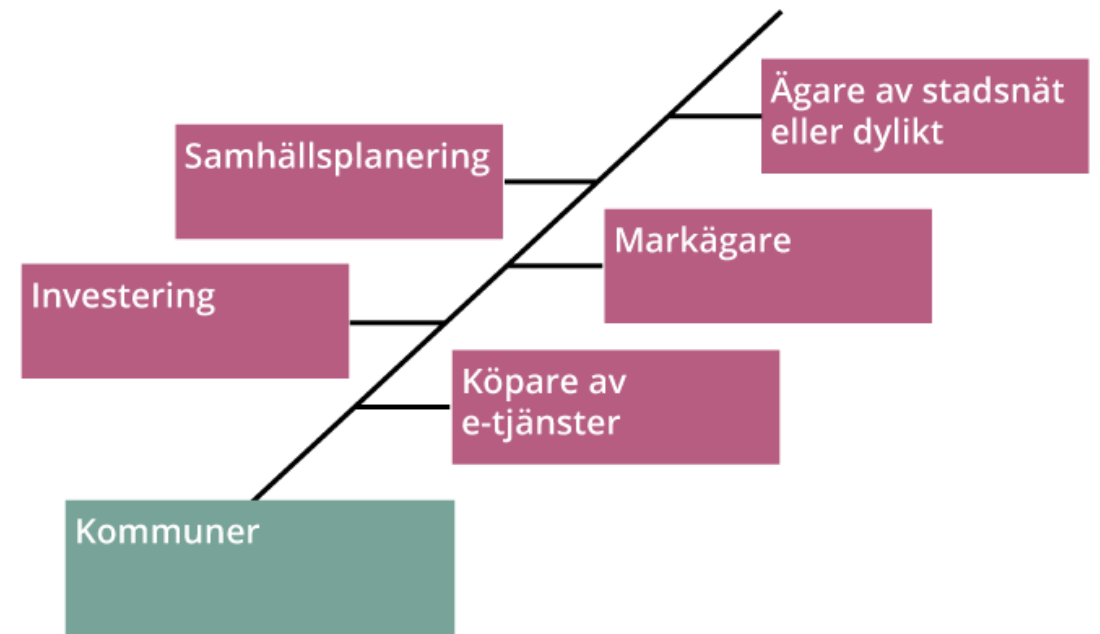 Ägare av stadsnät
eller dylikt
Samhällsplanering
Markägare
Investering
Köpare av
e-tjänster
Kommuner